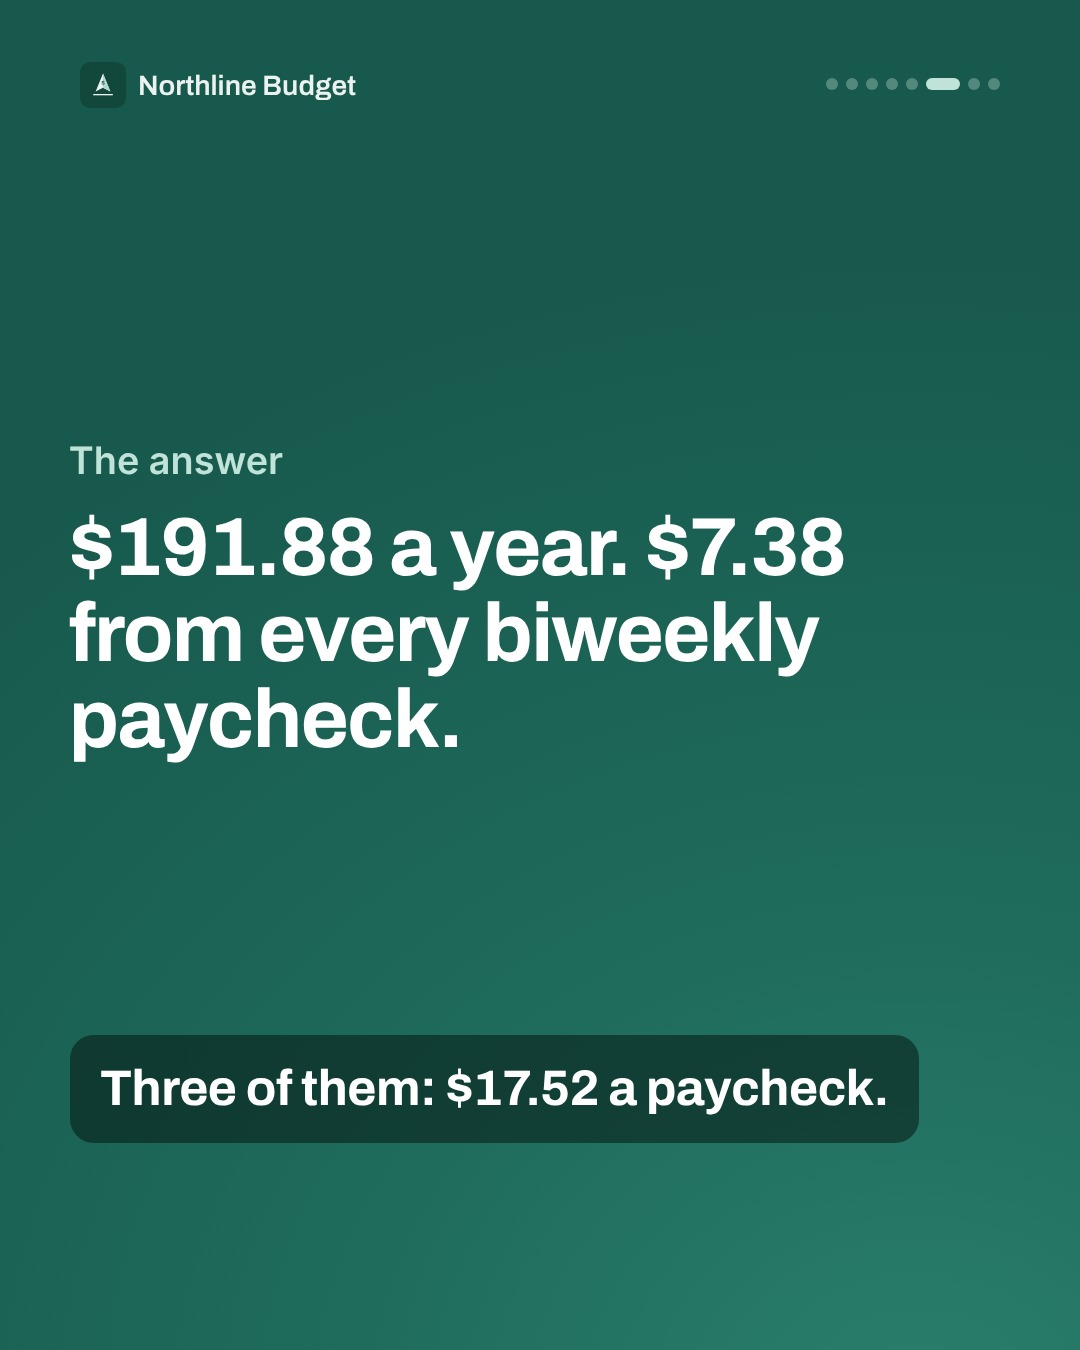 Northline Budget
The answer
$191.88 a year. $7.38
from every biweekly
paycheck.
Three of them: $17.52 a paycheck.